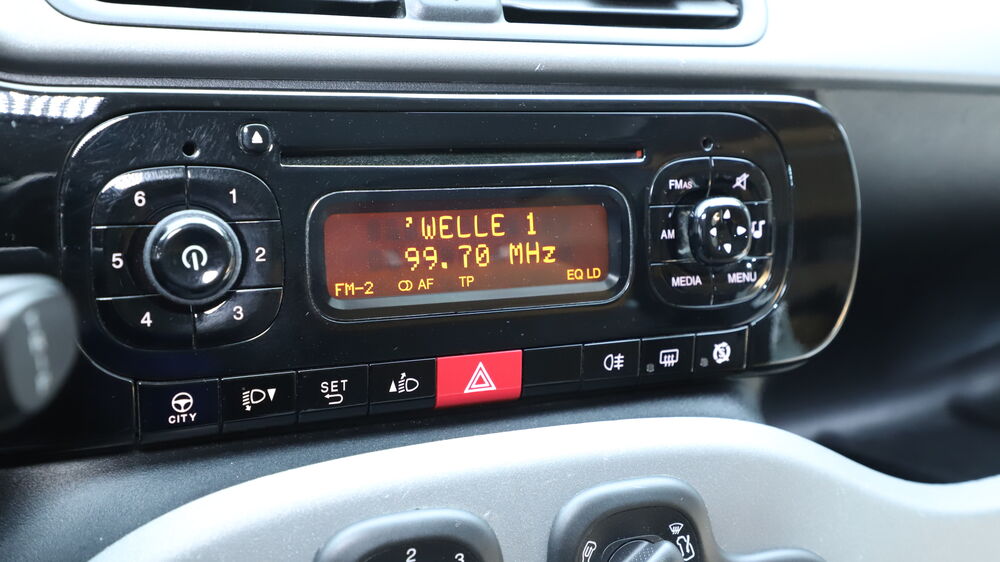 6 1
5 2
4 3
'WELLE 1
99.70 MHz
FM-2 AF TP EQ LD
FMAS
AM
MEDIA MENU
CITY
SET
2 3